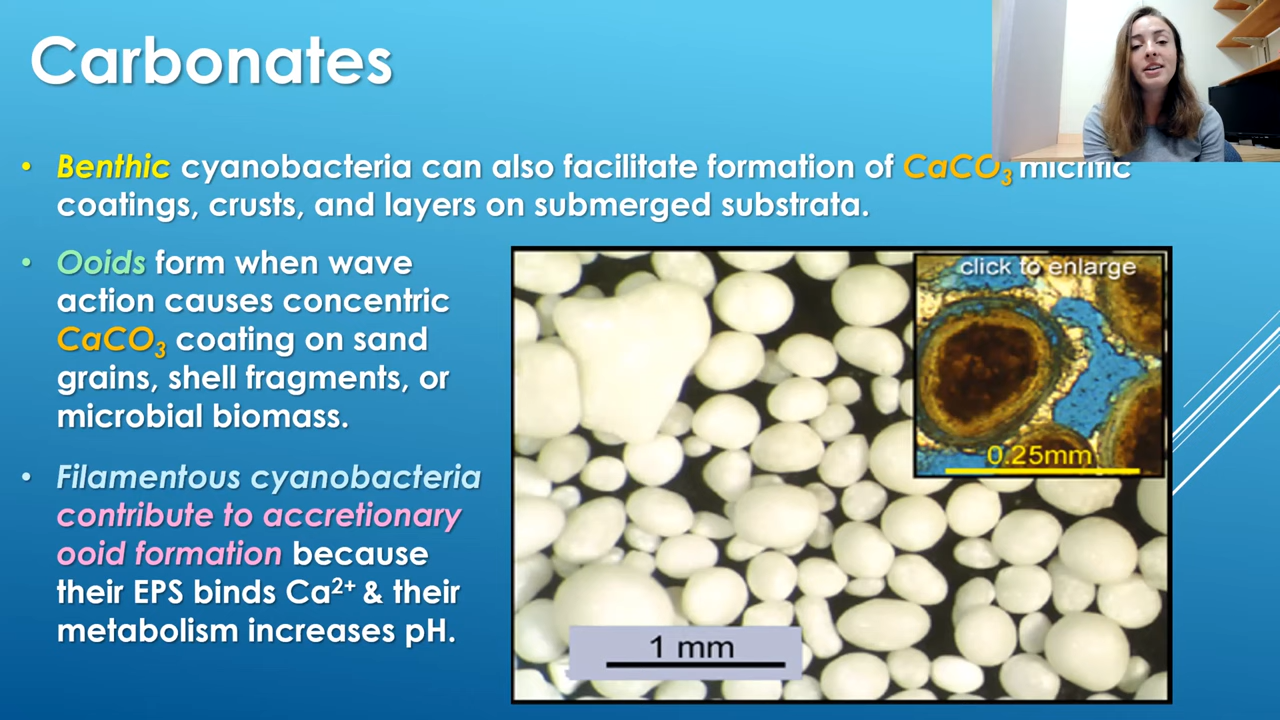 Carbonates
• Benthic cyanobacteria can also facilitate formation of CaCO₃ micritic
coatings, crusts, and layers on submerged substrata.
• Ooids form when wave
action causes concentric
CaCO₃ coating on sand
grains, shell fragments, or
microbial biomass.
• Filamentous cyanobacteria
contribute to accretionary
ooid formation because
their EPS binds Ca²⁺ & their
metabolism increases pH.
click to enlarge
0.25mm
1 mm